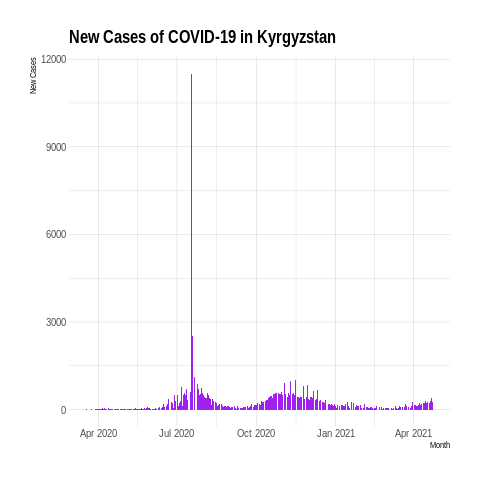 New Cases of COVID-19 in Kyrgyzstan
New Cases
12000
9000
6000
3000
0
Apr 2020 Jul 2020 Oct 2020 Jan 2021 Apr 2021
Month